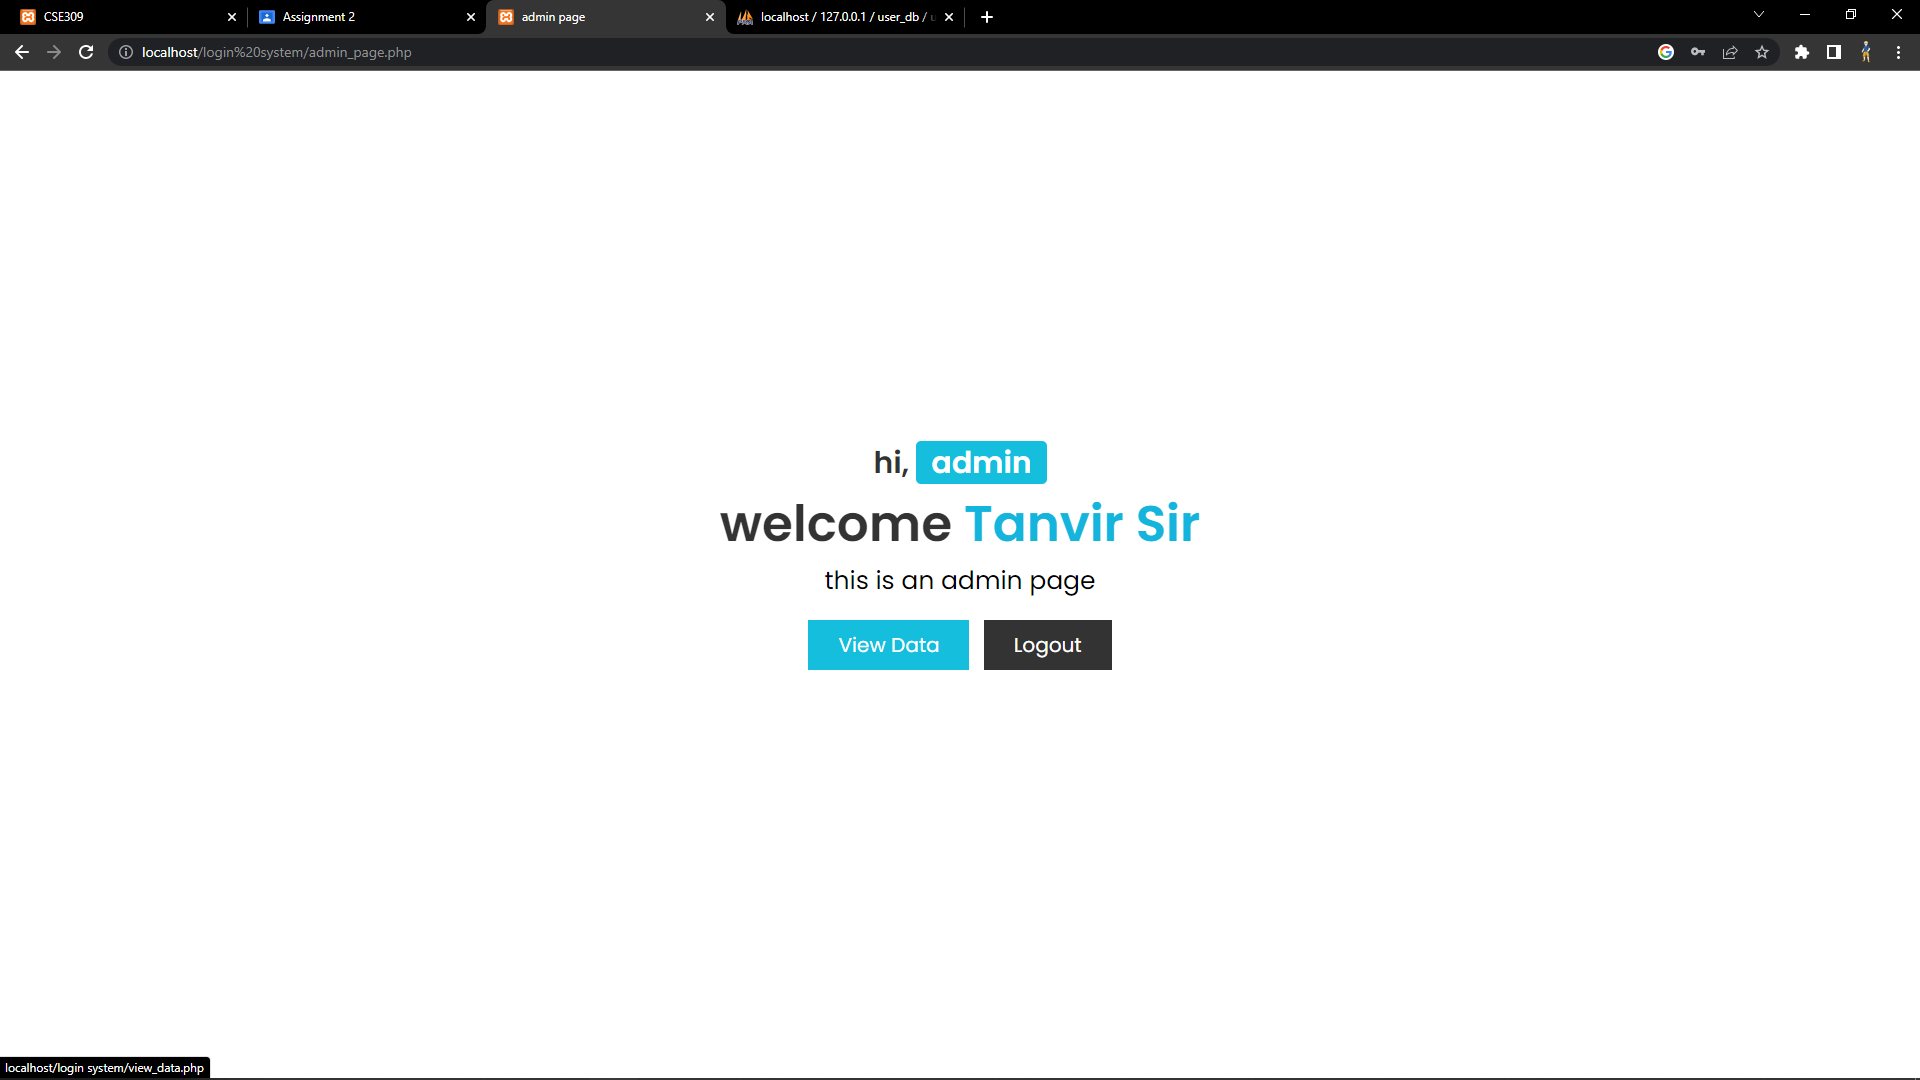 CSE309
Assignment 2
admin page
localhost / 127.0.0.1 / user_db /
localhost/login%20system/admin_page.php
hi, admin
welcome Tanvir Sir
this is an admin page
View Data
Logout
localhost/login system/view_data.php